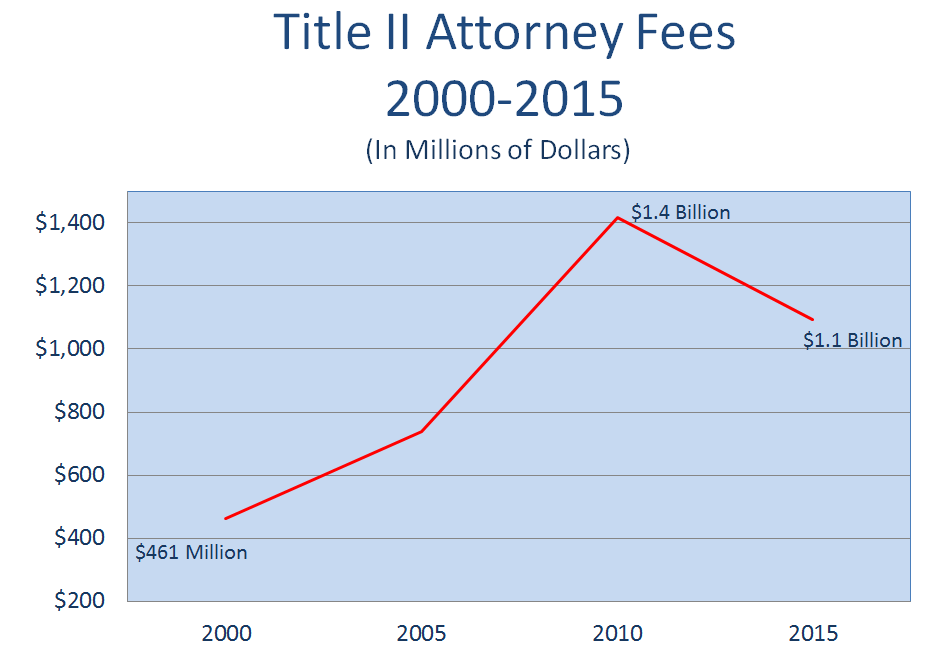 Title II Attorney Fees
2000-2015
(In Millions of Dollars)
$1,400
$1.4 Billion
$1,200
$1,000
$1.1 Billion
$800
$600
$400
$461 Million
$200
2000 2005 2010 2015